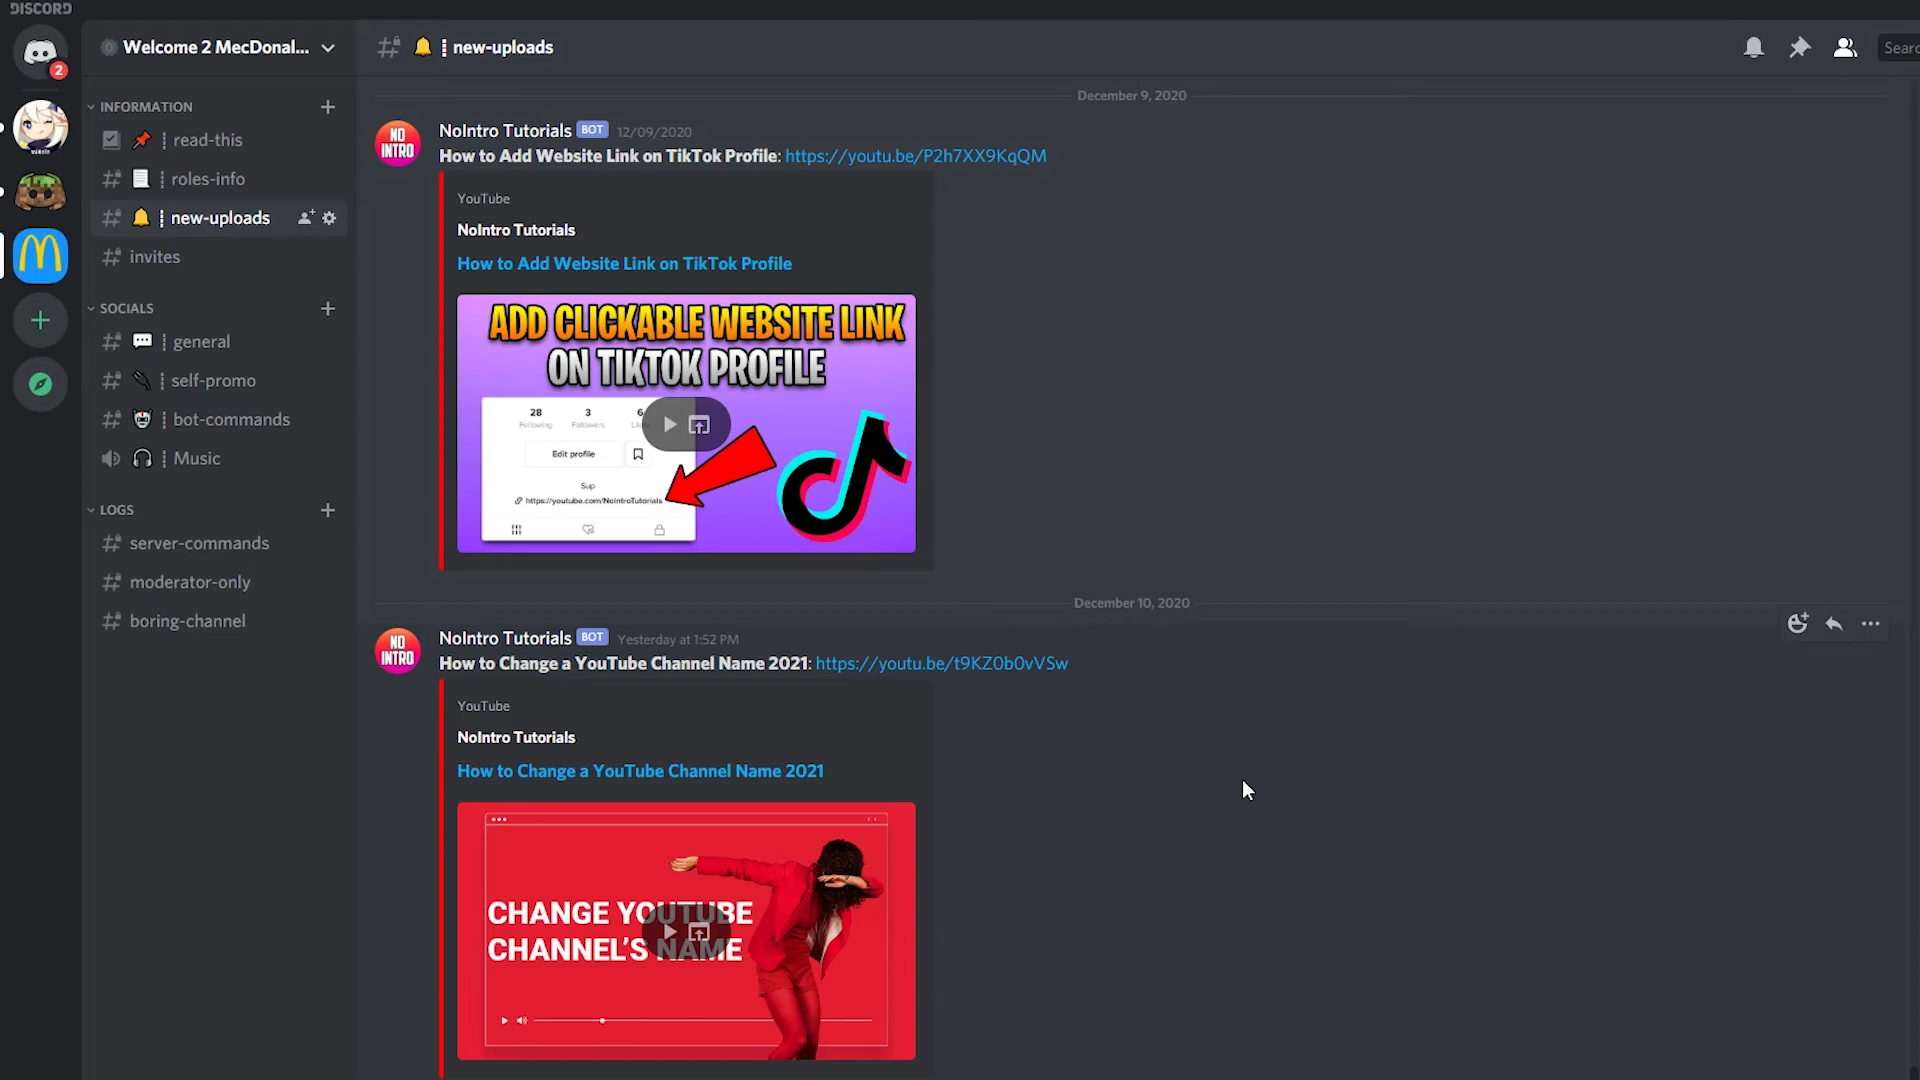 DISCORD
2
Welcome 2 MecDonal...
INFORMATION
read-this
roles-info
new-uploads
invites
SOCIALS
general
self-promo
bot-commands
Music
LOGS
server-commands
moderator-only
boring-channel
new-uploads
Searc
December 9, 2020
NO
INTRO
NoIntro Tutorials BOT 12/09/2020
How to Add Website Link on TikTok Profile: https://youtu.be/P2h7XX9KqQM
YouTube
NoIntro Tutorials
How to Add Website Link on TikTok Profile
ADD CLICKABLE WEBSITE LINK
ON TIKTOK PROFILE
28 3 6
Following Followers
Edit profile
Sup
https://youtube.com/NoIntroTutorials
December 10, 2020
NO
INTRO
NoIntro Tutorials BOT Yesterday at 1:52 PM
How to Change a YouTube Channel Name 2021: https://youtu.be/t9KZ0b0vVSw
YouTube
NoIntro Tutorials
How to Change a YouTube Channel Name 2021
CHANGE YOUTUBE
CHANNEL'S NAME